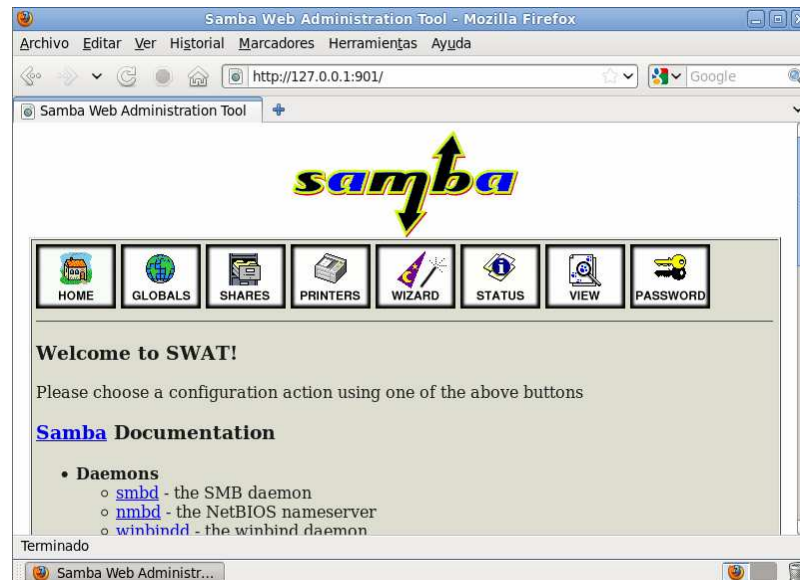 Samba Web Administration Tool - Mozilla Firefox
Archivo Editar Ver Historial Marcadores Herramientas Ayuda
http://127.0.0.1:901/ Google
Samba Web Administration Tool
samba
HOME GLOBALS SHARES PRINTERS WIZARD STATUS VIEW PASSWORD
Welcome to SWAT!
Please choose a configuration action using one of the above buttons
Samba Documentation
• Daemons
◦ smbd - the SMB daemon
◦ nmbd - the NetBIOS nameserver
◦ winbindd - the winbind daemon
Terminado
Samba Web Administr...